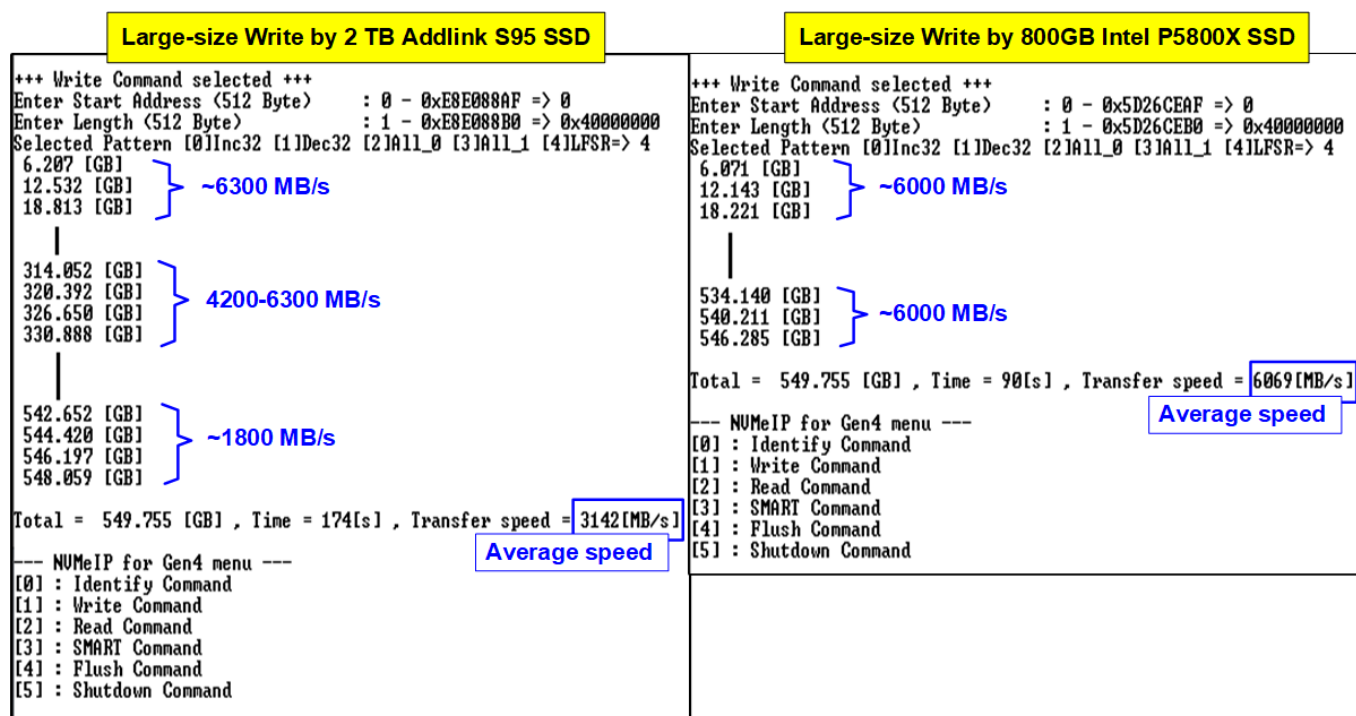 Large-size Write by 2 TB Addlink S95 SSD
+++ Write Command selected +++
Enter Start Address (512 Byte) : 0 - 0xE8E088AF => 0
Enter Length (512 Byte) : 1 - 0xE8E088B0 => 0x40000000
Selected Pattern [0]Inc32 [1]Dec32 [2]All_0 [3]All_1 [4]LFSR=> 4
6.207 [GB]
12.532 [GB]
18.813 [GB]
~6300 MB/s
314.052 [GB]
320.392 [GB]
326.650 [GB]
330.888 [GB]
4200-6300 MB/s
542.652 [GB]
544.420 [GB]
546.197 [GB]
548.059 [GB]
~1800 MB/s
Total = 549.755 [GB] , Time = 174[s] , Transfer speed = 3142[MB/s]
Average speed
--- NVMeIP for Gen4 menu ---
[0] : Identify Command
[1] : Write Command
[2] : Read Command
[3] : SMART Command
[4] : Flush Command
[5] : Shutdown Command
Large-size Write by 800GB Intel P5800X SSD
+++ Write Command selected +++
Enter Start Address (512 Byte) : 0 - 0x5D26CEAF => 0
Enter Length (512 Byte) : 1 - 0x5D26CEB0 => 0x40000000
Selected Pattern [0]Inc32 [1]Dec32 [2]All_0 [3]All_1 [4]LFSR=> 4
6.071 [GB]
12.143 [GB]
18.221 [GB]
~6000 MB/s
534.140 [GB]
540.211 [GB]
546.285 [GB]
~6000 MB/s
Total = 549.755 [GB] , Time = 90[s] , Transfer speed = 6069[MB/s]
Average speed
--- NVMeIP for Gen4 menu ---
[0] : Identify Command
[1] : Write Command
[2] : Read Command
[3] : SMART Command
[4] : Flush Command
[5] : Shutdown Command